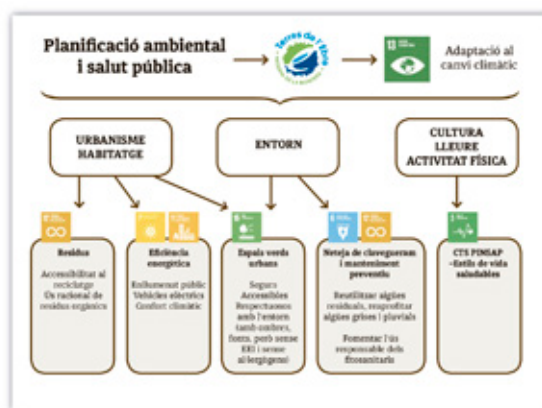 Planificació ambiental
i salut pública
Terres de l'Ebre
13
Adaptació al
canvi climàtic
URBANISME
HABITATGE
ENTORN
CULTURA
LLEURE
ACTIVITAT FÍSICA
Residus
Accessibilitat al
reciclatge
Ús racional de
residus orgànics
Eficiència
energètica
Enllumenat públic
Vehicles elèctrics
Confort climàtic
Espais verds
urbans
Segurs
Accessibles
Respectuosos
amb l'entorn
(amb ombres,
fonts, però sense
EEI i sense
al·lergògens)
Neteja de clavegueram
i manteniment
preventiu
Reutilitzar aigües
residuals, reaprofitar
aigües grises i pluvials
Fomentar l'ús
responsable dels
fitosanitaris
CTS PINSAP
-Estils de vida
saludables